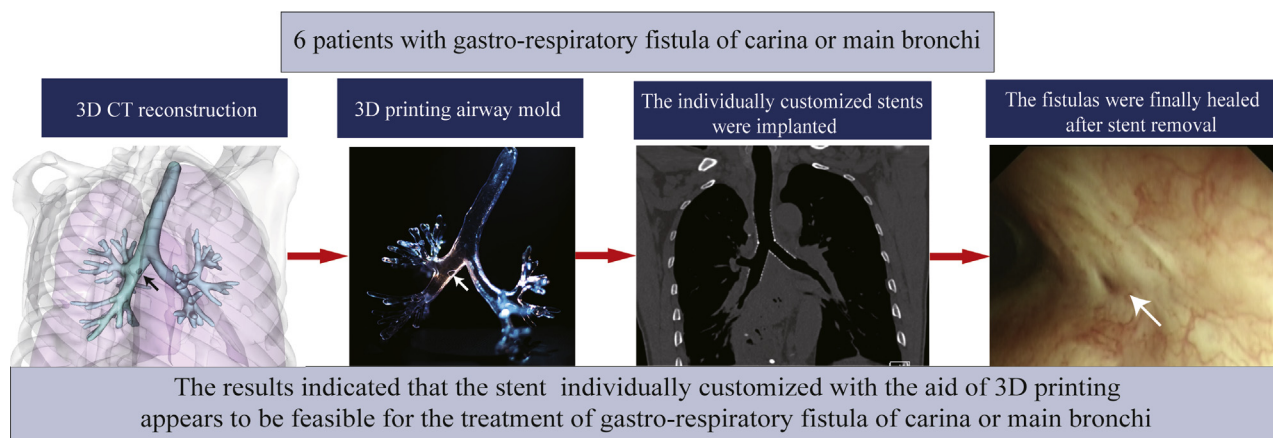 6 patients with gastro-respiratory fistula of carina or main bronchi
3D CT reconstruction
3D printing airway mold
The individually customized stents
were implanted
The fistulas were finally healed
after stent removal
The results indicated that the stent individually customized with the aid of 3D printing
appears to be feasible for the treatment of gastro-respiratory fistula of carina or main bronchi